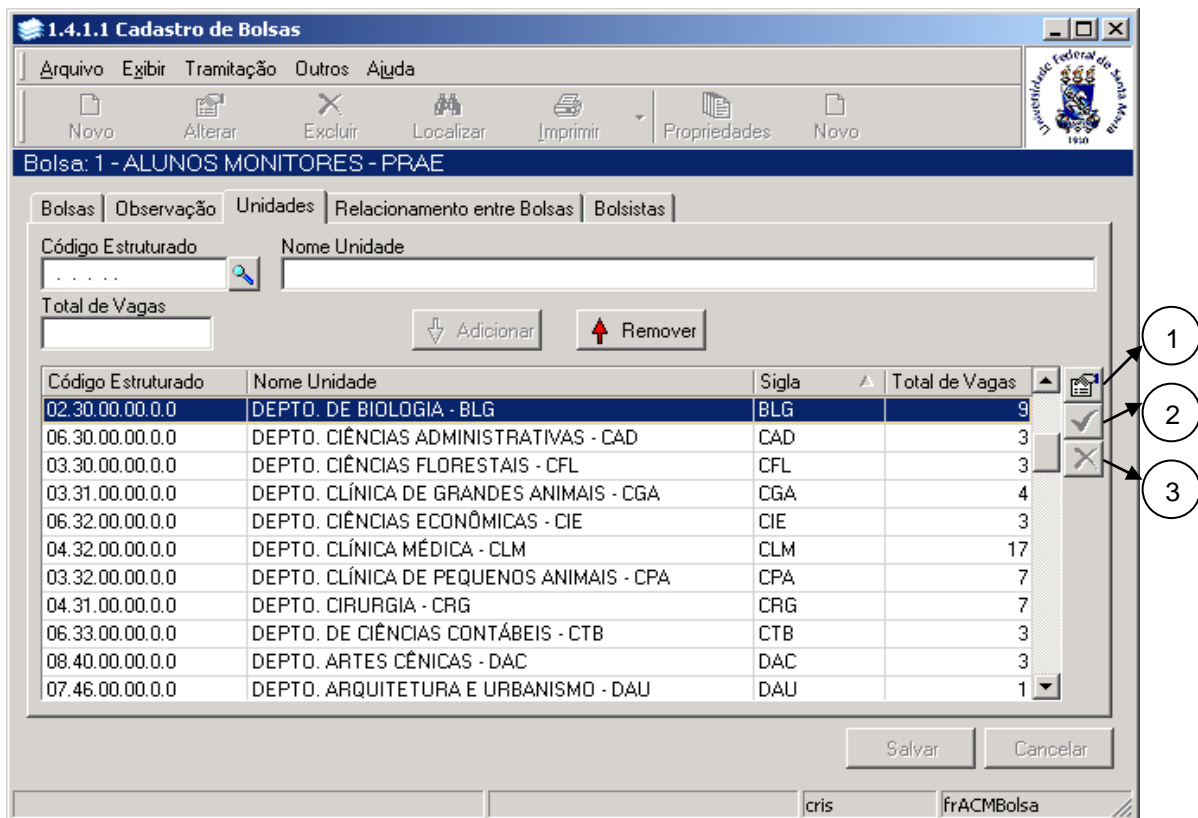 1.4.1.1 Cadastro de Bolsas
Arquivo Exibir Tramitação Outros Ajuda
Novo Alterar Excluir Localizar Imprimir Propriedades Novo
Universidade Federal de Santa Maria
1960
Bolsa: 1 - ALUNOS MONITORES - PRAE
Bolsas Observação Unidades Relacionamento entre Bolsas Bolsistas
Código Estruturado Nome Unidade
. . . . .
Total de Vagas
Adicionar Remover
Código Estruturado Nome Unidade Sigla Total de Vagas
02.30.00.00.0.0 DEPTO. DE BIOLOGIA - BLG BLG 9
06.30.00.00.0.0 DEPTO. CIÊNCIAS ADMINISTRATIVAS - CAD CAD 3
03.30.00.00.0.0 DEPTO. CIÊNCIAS FLORESTAIS - CFL CFL 3
03.31.00.00.0.0 DEPTO. CLÍNICA DE GRANDES ANIMAIS - CGA CGA 4
06.32.00.00.0.0 DEPTO. CIÊNCIAS ECONÔMICAS - CIE CIE 3
04.32.00.00.0.0 DEPTO. CLÍNICA MÉDICA - CLM CLM 17
03.32.00.00.0.0 DEPTO. CLÍNICA DE PEQUENOS ANIMAIS - CPA CPA 7
04.31.00.00.0.0 DEPTO. CIRURGIA - CRG CRG 7
06.33.00.00.0.0 DEPTO. DE CIÊNCIAS CONTÁBEIS - CTB CTB 3
08.40.00.00.0.0 DEPTO. ARTES CÊNICAS - DAC DAC 3
07.46.00.00.0.0 DEPTO. ARQUITETURA E URBANISMO - DAU DAU 1
1
2
3
Salvar Cancelar
cris frACMBolsa